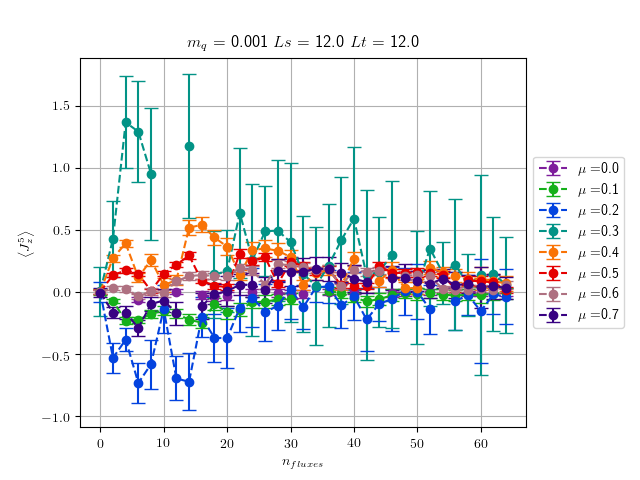 m_q = 0.001 Ls = 12.0 Lt = 12.0
⟨J_z^5⟩
1.5
1.0
0.5
0.0
−0.5
−1.0
0 10 20 30 40 50 60
n_fluxes
μ =0.0
μ =0.1
μ =0.2
μ =0.3
μ =0.4
μ =0.5
μ =0.6
μ =0.7